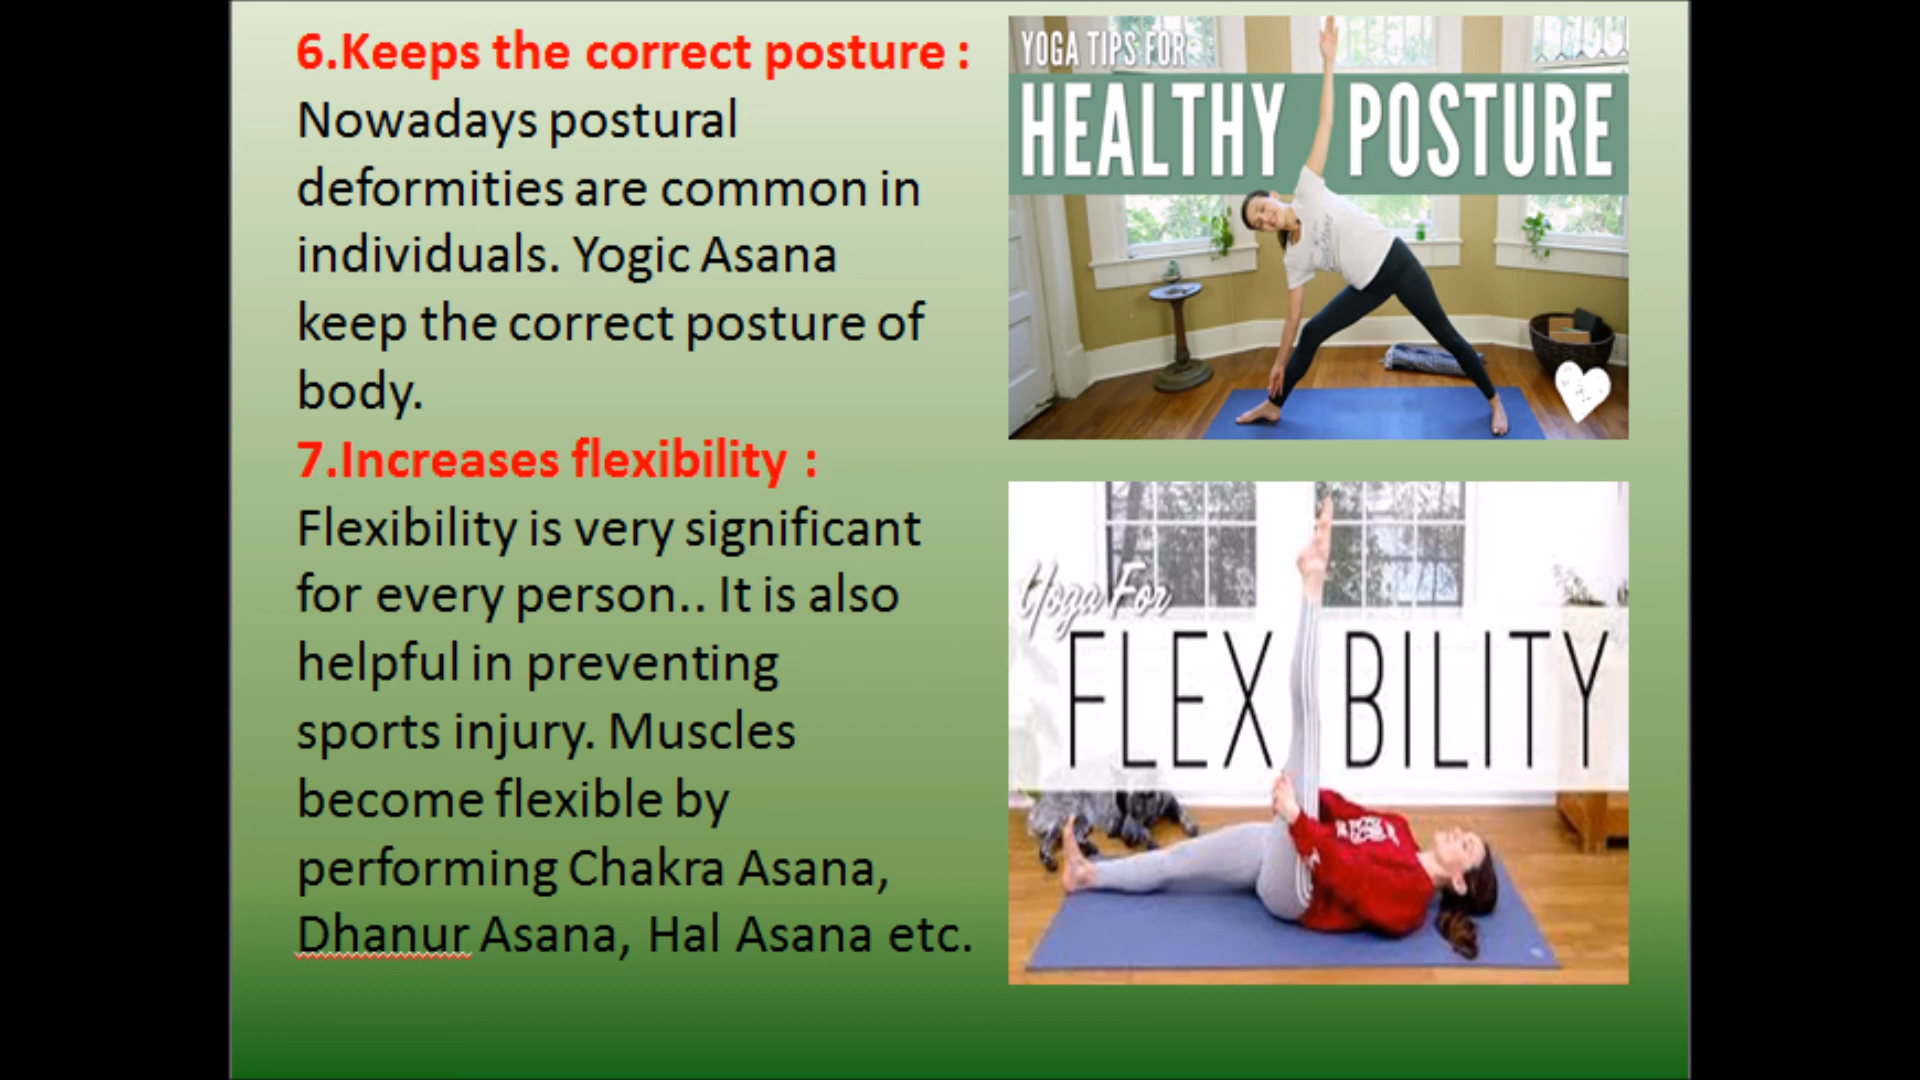 6.Keeps the correct posture :
Nowadays postural
deformities are common in
individuals. Yogic Asana
keep the correct posture of
body.
7.Increases flexibility :
Flexibility is very significant
for every person.. It is also
helpful in preventing
sports injury. Muscles
become flexible by
performing Chakra Asana,
Dhanur Asana, Hal Asana etc.
YOGA TIPS FOR
HEALTHY POSTURE
Yoga For
FLEX BILITY